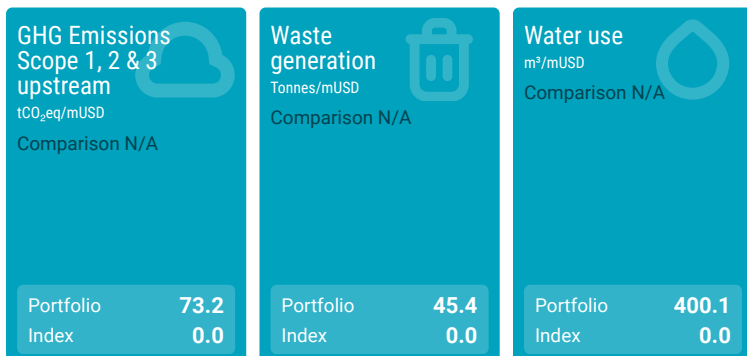 GHG Emissions
Scope 1, 2 & 3
upstream
tCO₂eq/mUSD
Comparison N/A
Portfolio 73.2
Index 0.0
Waste
generation
Tonnes/mUSD
Comparison N/A
Portfolio 45.4
Index 0.0
Water use
m³/mUSD
Comparison N/A
Portfolio 400.1
Index 0.0